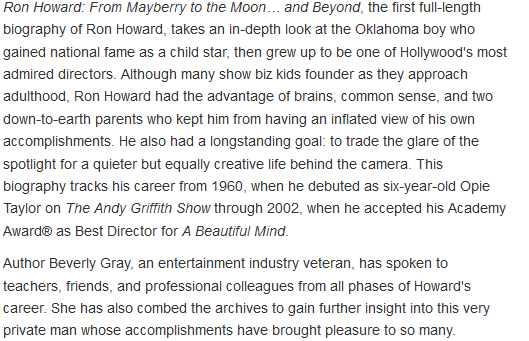 Ron Howard: From Mayberry to the Moon… and Beyond, the first full-length
biography of Ron Howard, takes an in-depth look at the Oklahoma boy who
gained national fame as a child star, then grew up to be one of Hollywood's most
admired directors. Although many show biz kids founder as they approach
adulthood, Ron Howard had the advantage of brains, common sense, and two
down-to-earth parents who kept him from having an inflated view of his own
accomplishments. He also had a longstanding goal: to trade the glare of the
spotlight for a quieter but equally creative life behind the camera. This
biography tracks his career from 1960, when he debuted as six-year-old Opie
Taylor on The Andy Griffith Show through 2002, when he accepted his Academy
Award® as Best Director for A Beautiful Mind.
Author Beverly Gray, an entertainment industry veteran, has spoken to
teachers, friends, and professional colleagues from all phases of Howard's
career. She has also combed the archives to gain further insight into this very
private man whose accomplishments have brought pleasure to so many.